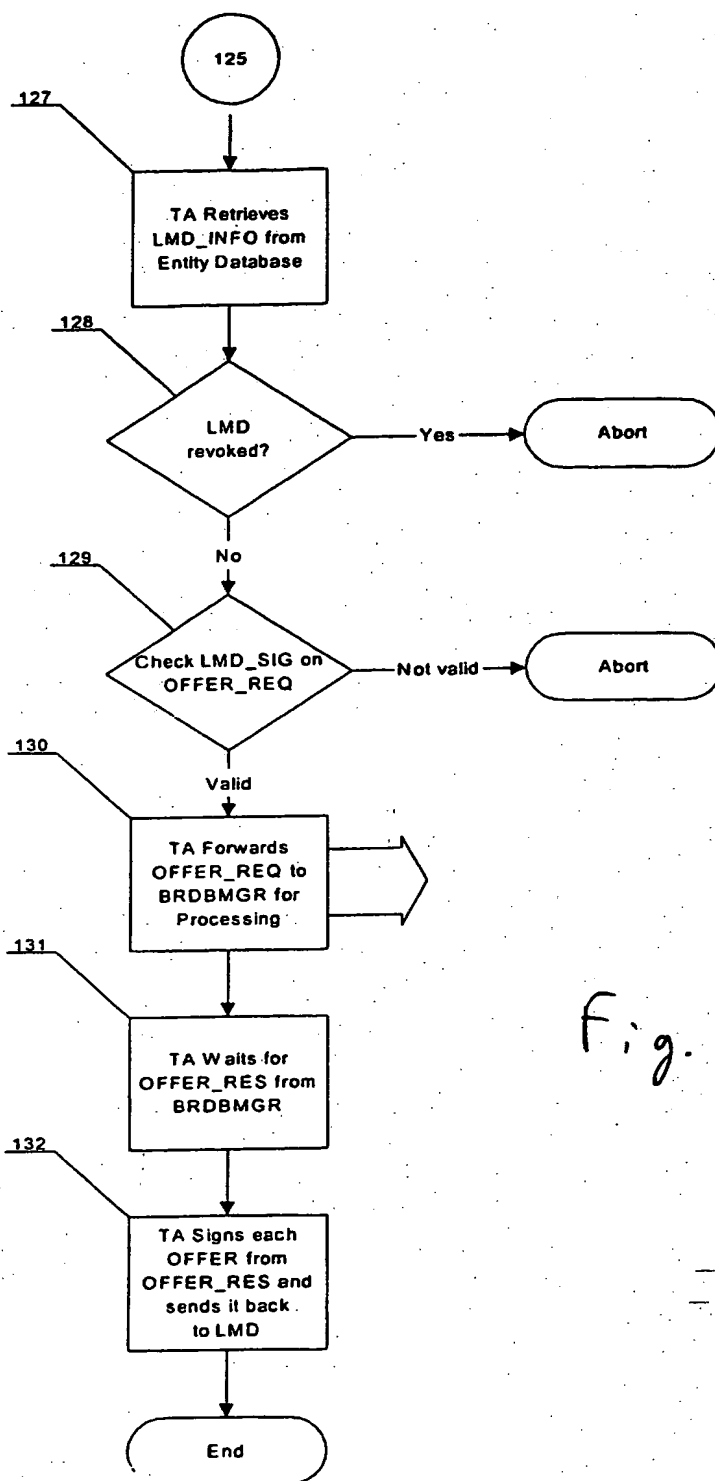 125
127
TA Retrieves
LMD_INFO from
Entity Database
128
LMD
revoked?
Yes
Abort
No
129
Check LMD_SIG on
OFFER_REQ
Not valid
Abort
Valid
130
TA Forwards
OFFER_REQ to
BRDBMGR for
Processing
131
TA Waits for
OFFER_RES from
BRDBMGR
Fig.
132
TA Signs each
OFFER from
OFFER_RES and
sends it back
to LMD
End